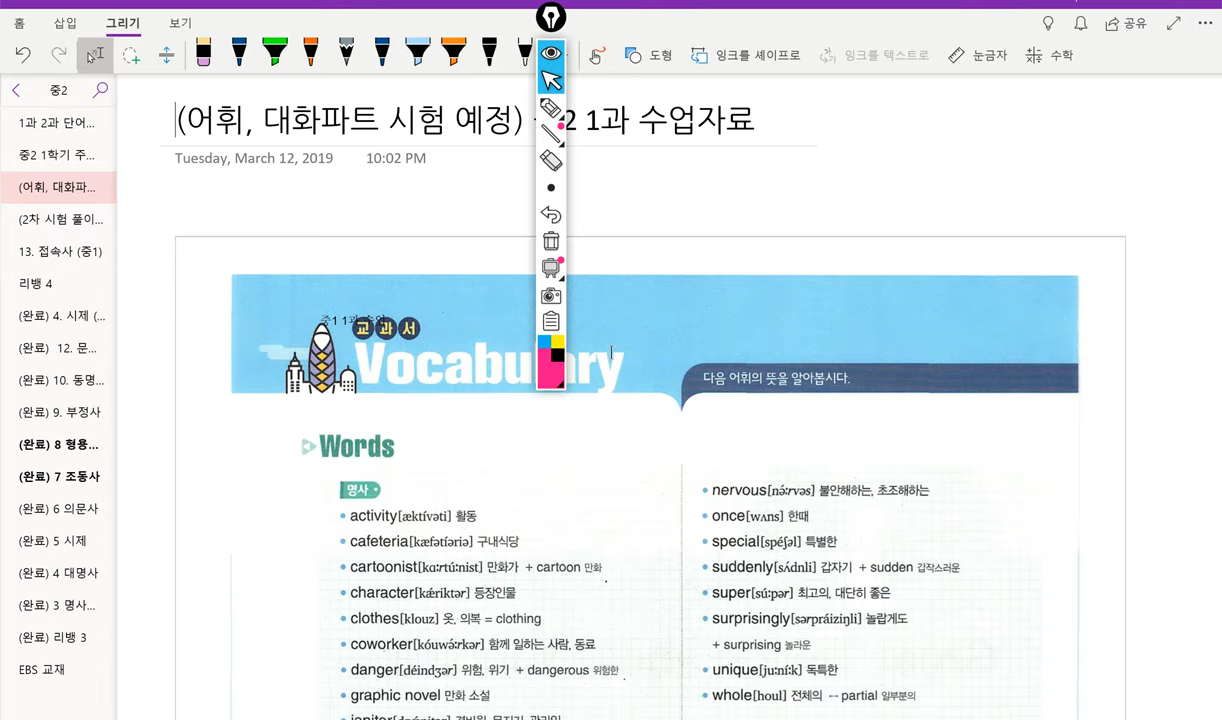 홈 삽입 그리기 보기
공유
도형 잉크를 셰이프로 잉크를 텍스트로 눈금자 수학
중2
1과 2과 단어...
중2 1학기 주...
(어휘, 대화파...
(2차 시험 풀이...
13. 접속사 (중1)
리뱅 4
(완료) 4. 시제 (...
(완료) 12. 문...
(완료) 10. 동명...
(완료) 9. 부정사
(완료) 8 형용...
(완료) 7 조동사
(완료) 6 의문사
(완료) 5 시제
(완료) 4 대명사
(완료) 3 명사...
(완료) 리뱅 3
EBS 교재
(어휘, 대화파트 시험 예정) - 2 1과 수업자료
Tuesday, March 12, 2019 10:02 PM
중1 1과 수업
교과서
Vocabulary
다음 어휘의 뜻을 알아봅시다.
Words
명사
activity[æktívəti] 활동
cafeteria[kæfətíəriə] 구내식당
cartoonist[kɑːrtúːnist] 만화가 + cartoon 만화
character[kǽriktər] 등장인물
clothes[klouz] 옷, 의복 = clothing
coworker[kóuwə́ːrkər] 함께 일하는 사람, 동료
danger[déindʒər] 위험, 위기 + dangerous 위험한
graphic novel 만화 소설
nervous[nə́ːrvəs] 불안해하는, 초조해하는
once[wʌns] 한때
special[spéʃəl] 특별한
suddenly[sʌ́dnli] 갑자기 + sudden 갑작스러운
super[súːpər] 최고의, 대단히 좋은
surprisingly[sərpráiziŋli] 놀랍게도
+ surprising 놀라운
unique[juːníːk] 독특한
whole[houl] 전체의 ↔ partial 일부분의